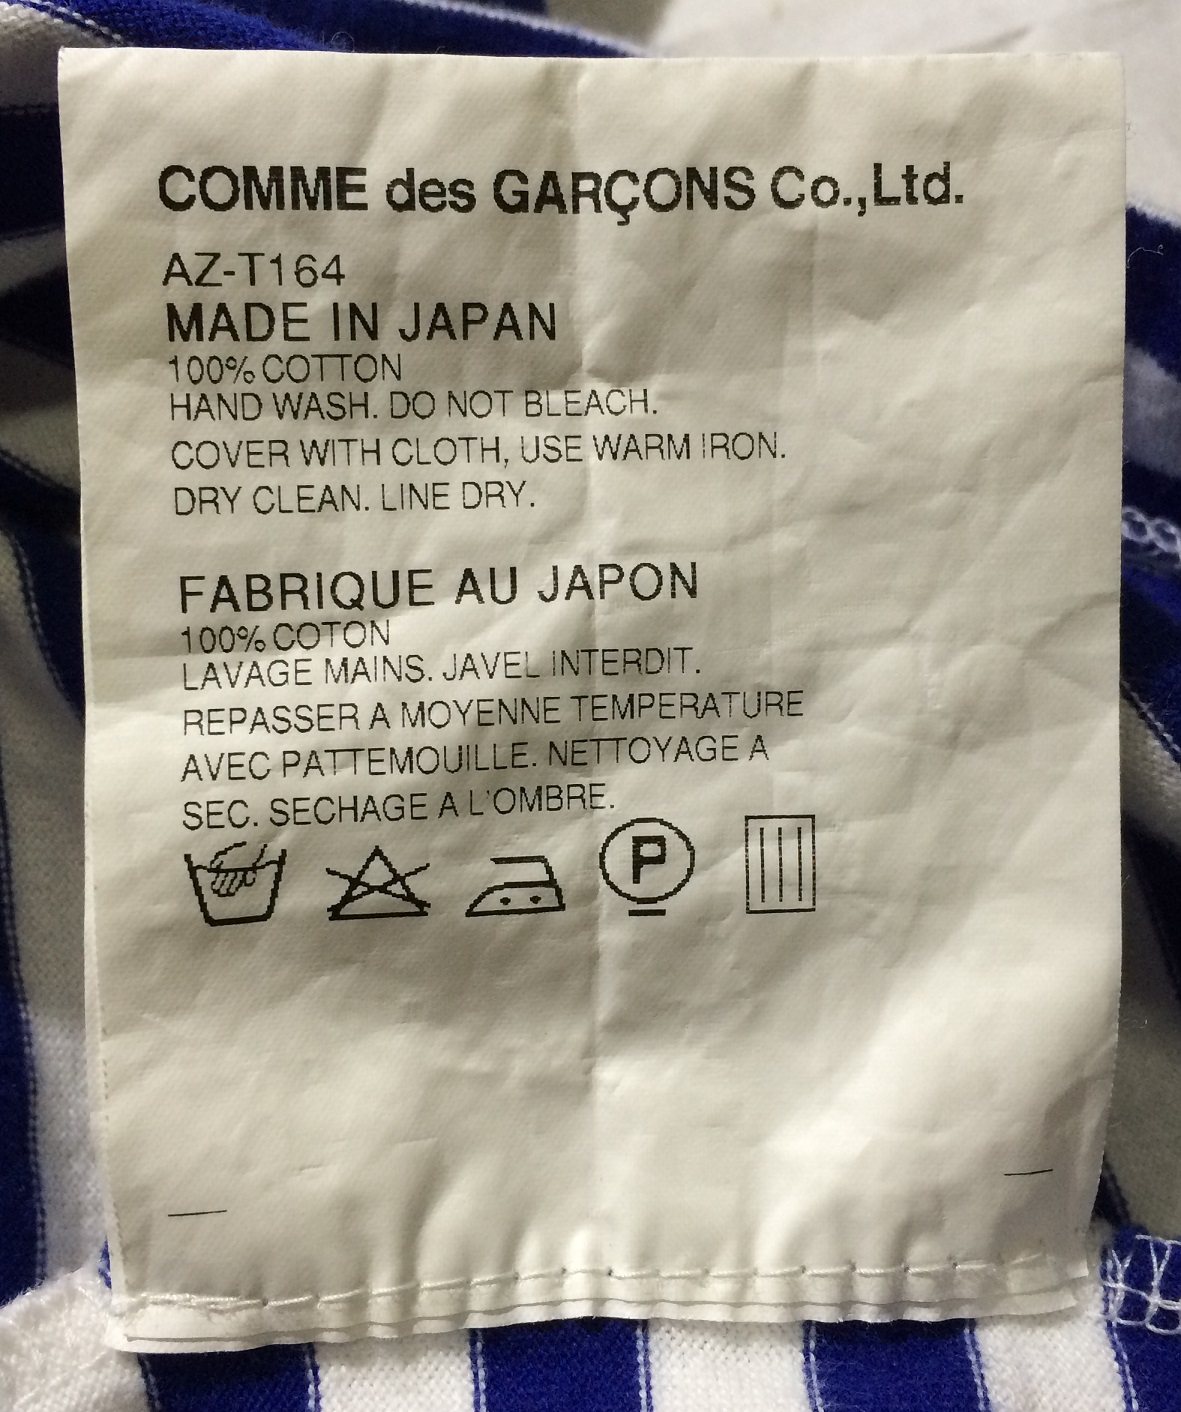 COMME des GARÇONS Co.,Ltd.
AZ-T164
MADE IN JAPAN
100% COTTON
HAND WASH. DO NOT BLEACH.
COVER WITH CLOTH, USE WARM IRON.
DRY CLEAN. LINE DRY.
FABRIQUE AU JAPON
100% COTON
LAVAGE MAINS. JAVEL INTERDIT.
REPASSER A MOYENNE TEMPERATURE
AVEC PATTEMOUILLE. NETTOYAGE A
SEC. SECHAGE A L'OMBRE.
P